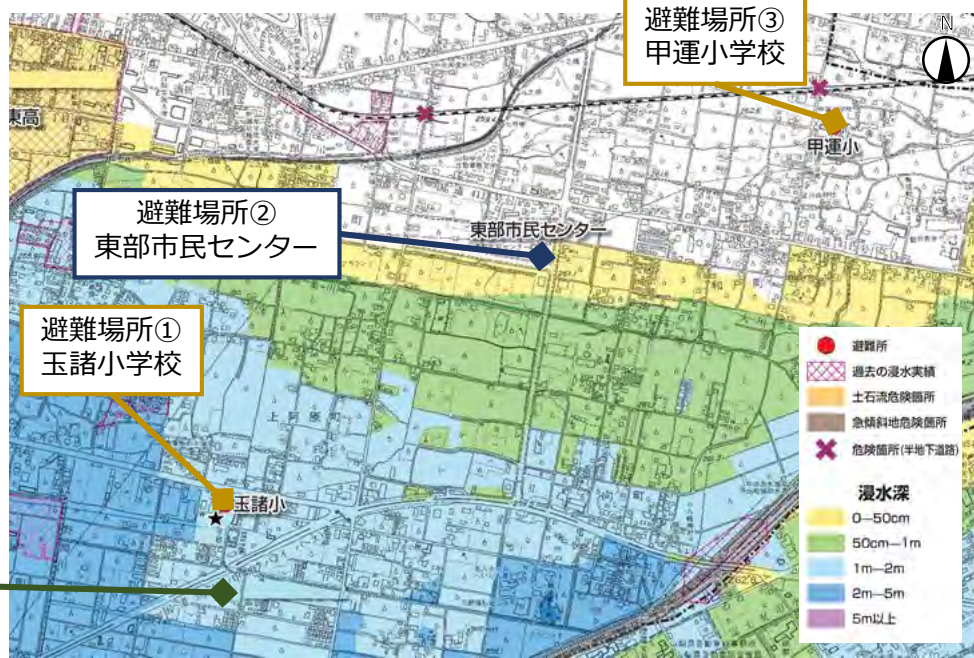 避難場所③
甲運小学校
N
東高
甲運小
避難場所②
東部市民センター
東部市民センター
避難場所①
玉諸小学校
上阿原町
玉諸小
避難所
過去の浸水実績
土石流危険箇所
急傾斜地危険箇所
危険箇所(半地下道路)
浸水深
0—50cm
50cm—1m
1m—2m
2m—5m
5m以上